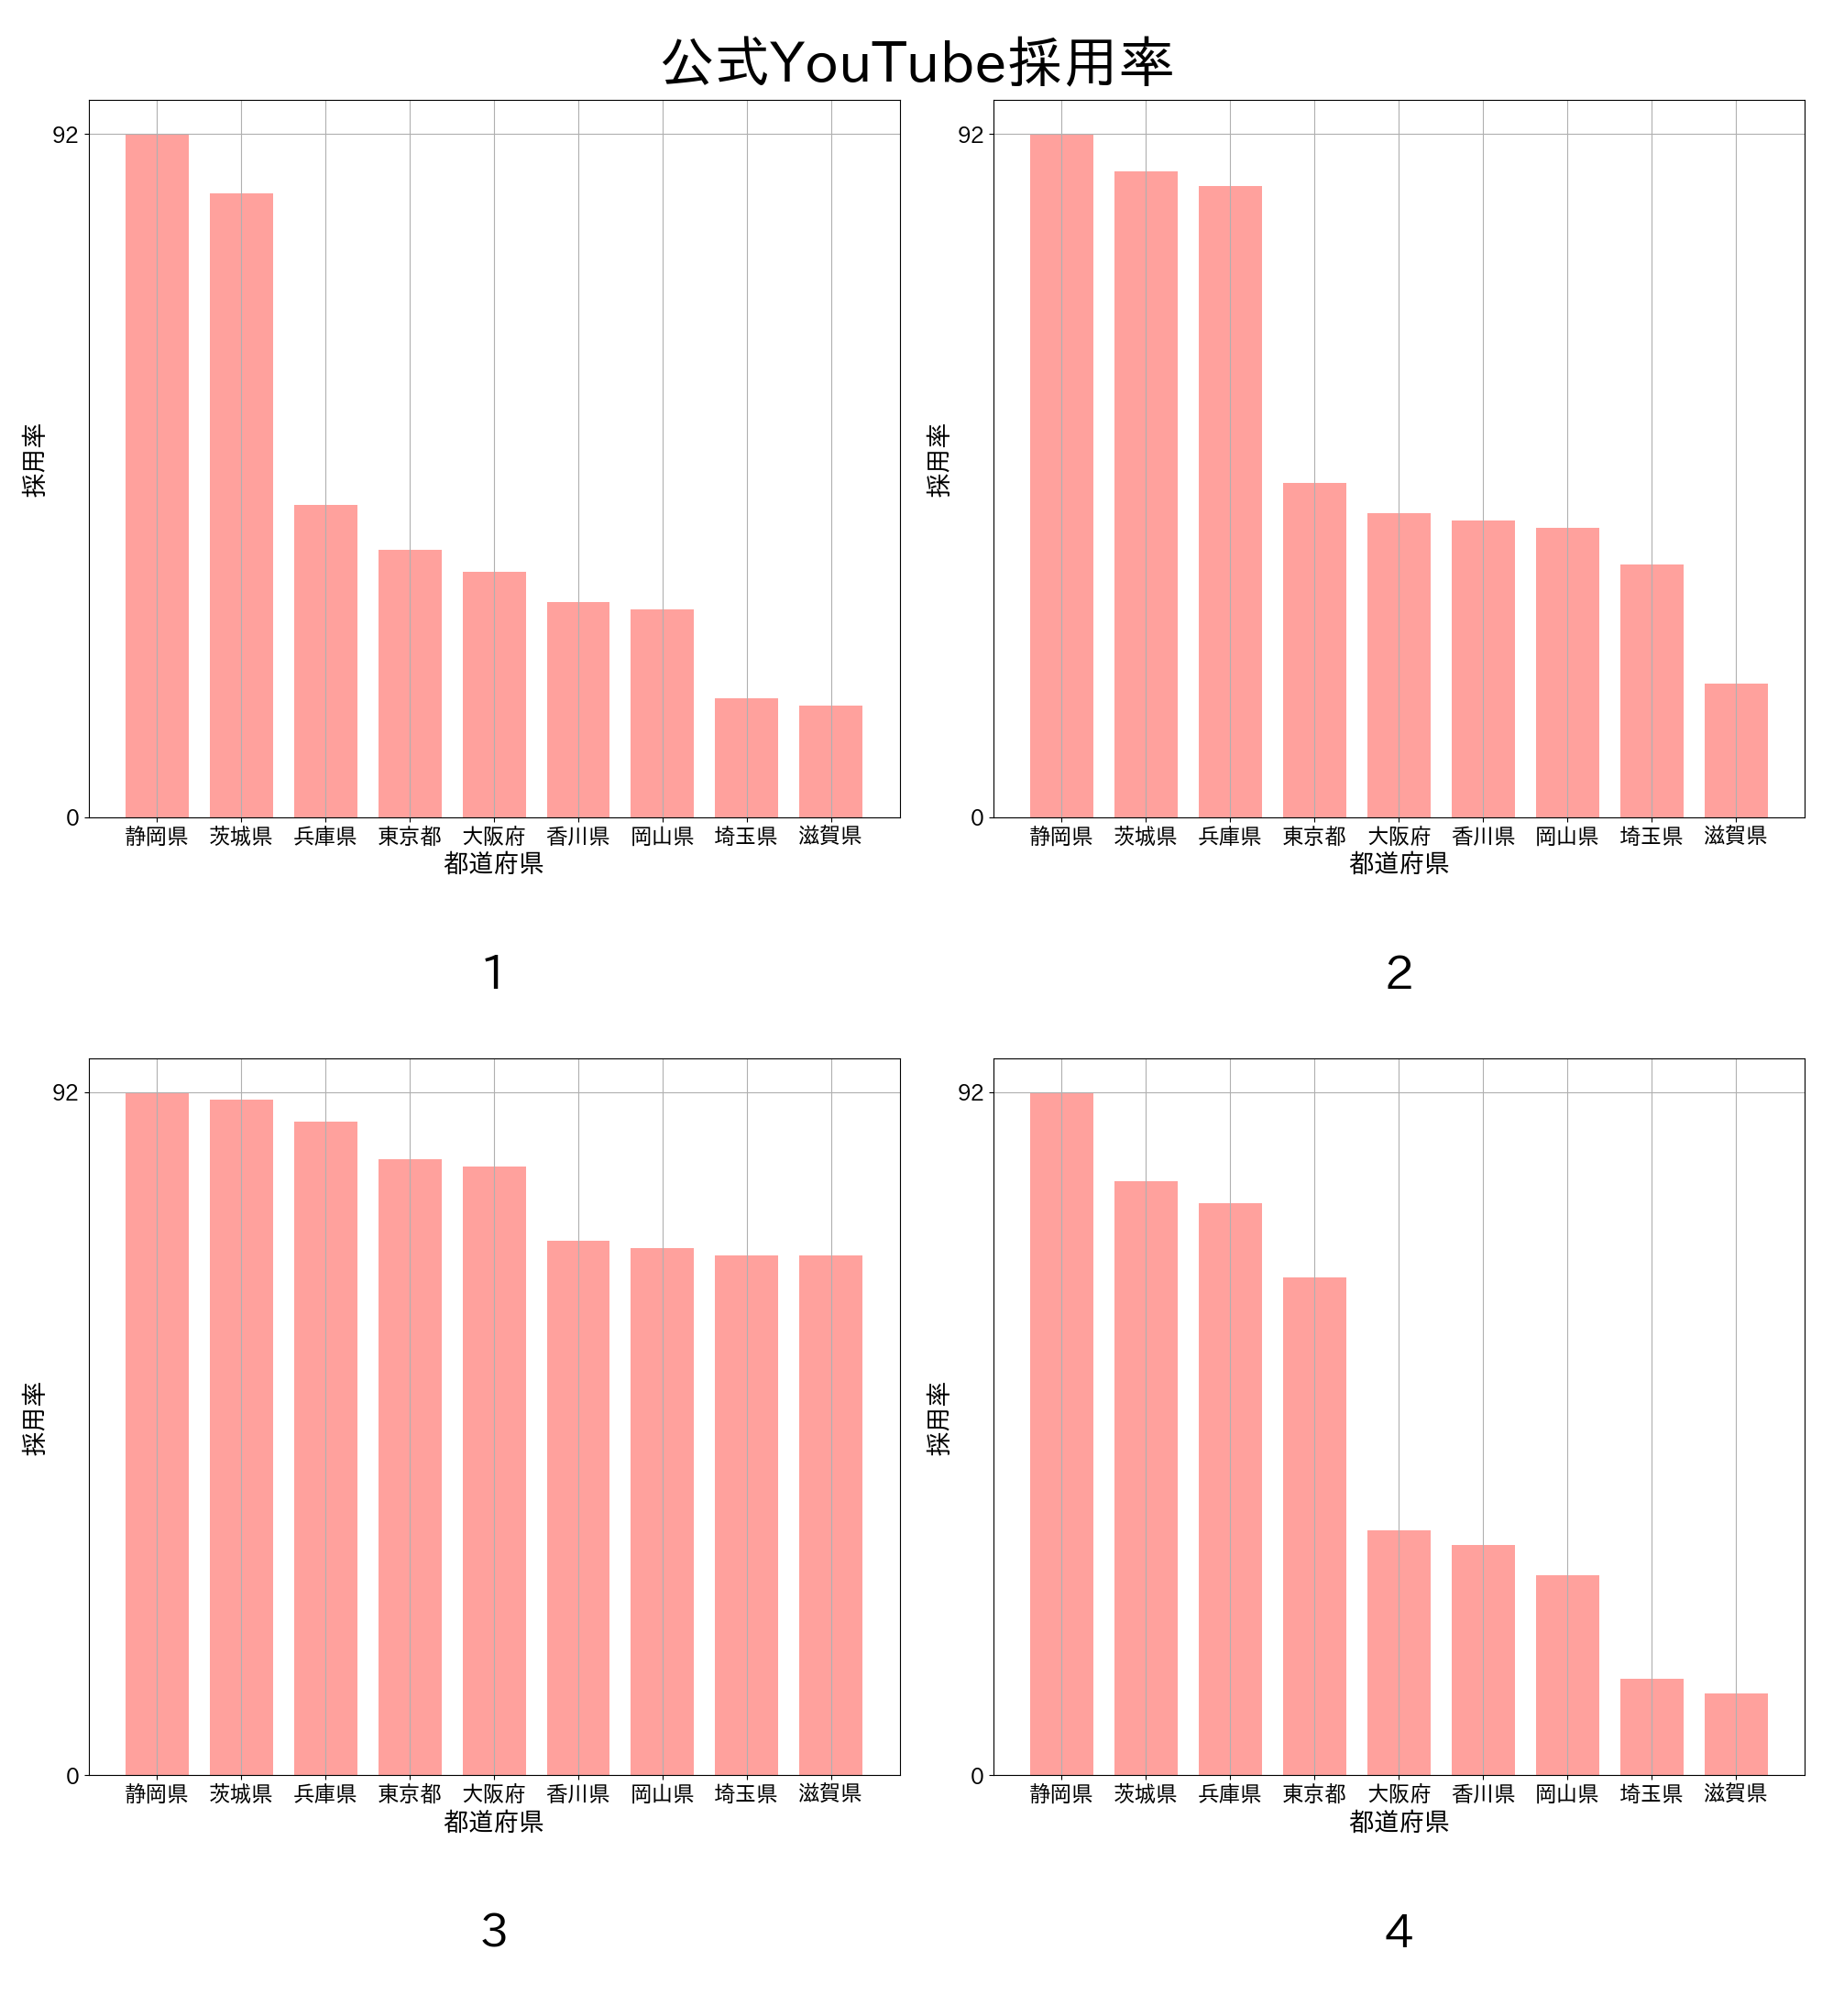 公式YouTube採用率
92
採用率
0
静岡県 茨城県 兵庫県 東京都 大阪府 香川県 岡山県 埼玉県 滋賀県
都道府県
1
92
採用率
0
静岡県 茨城県 兵庫県 東京都 大阪府 香川県 岡山県 埼玉県 滋賀県
都道府県
2
92
採用率
0
静岡県 茨城県 兵庫県 東京都 大阪府 香川県 岡山県 埼玉県 滋賀県
都道府県
3
92
採用率
0
静岡県 茨城県 兵庫県 東京都 大阪府 香川県 岡山県 埼玉県 滋賀県
都道府県
4